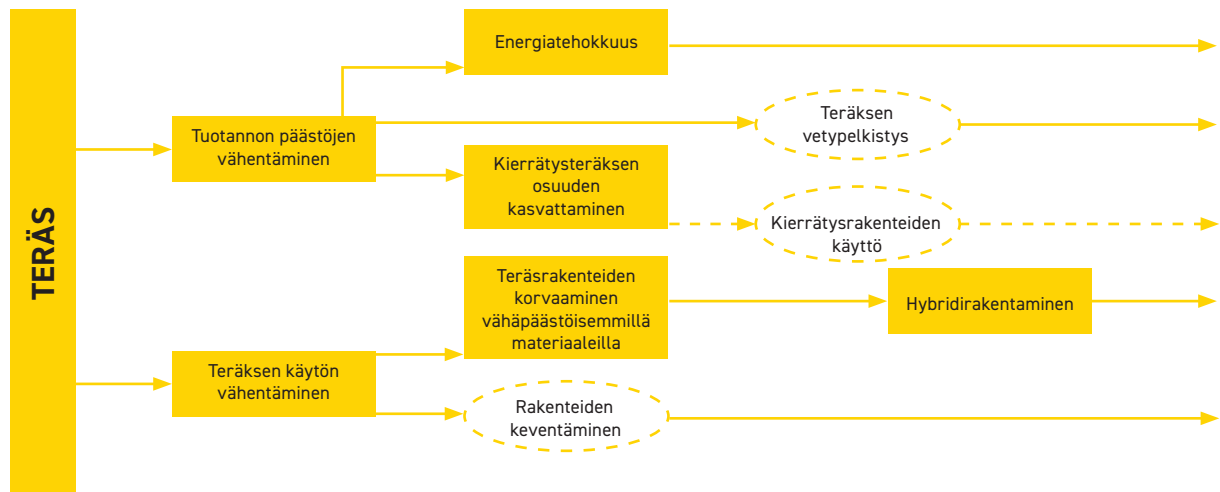 TERÄS
Tuotannon päästöjen
vähentäminen
Energiatehokkuus
Teräksen
vetypelkistys
Kierrätysteräksen
osuuden
kasvattaminen
Kierrätysrakenteiden
käyttö
Teräksen käytön
vähentäminen
Teräsrakenteiden
korvaaminen
vähäpäästöisemmillä
materiaaleilla
Hybridirakentaminen
Rakenteiden
keventäminen